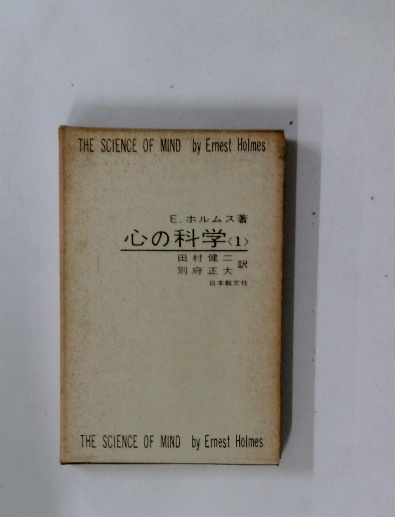 THE SCIENCE OF MIND by Ernest Holmes
E.ホルムス著
心の科学〈1〉
田村健二
別府正大 訳
日本教文社
THE SCIENCE OF MIND by Ernest Holmes